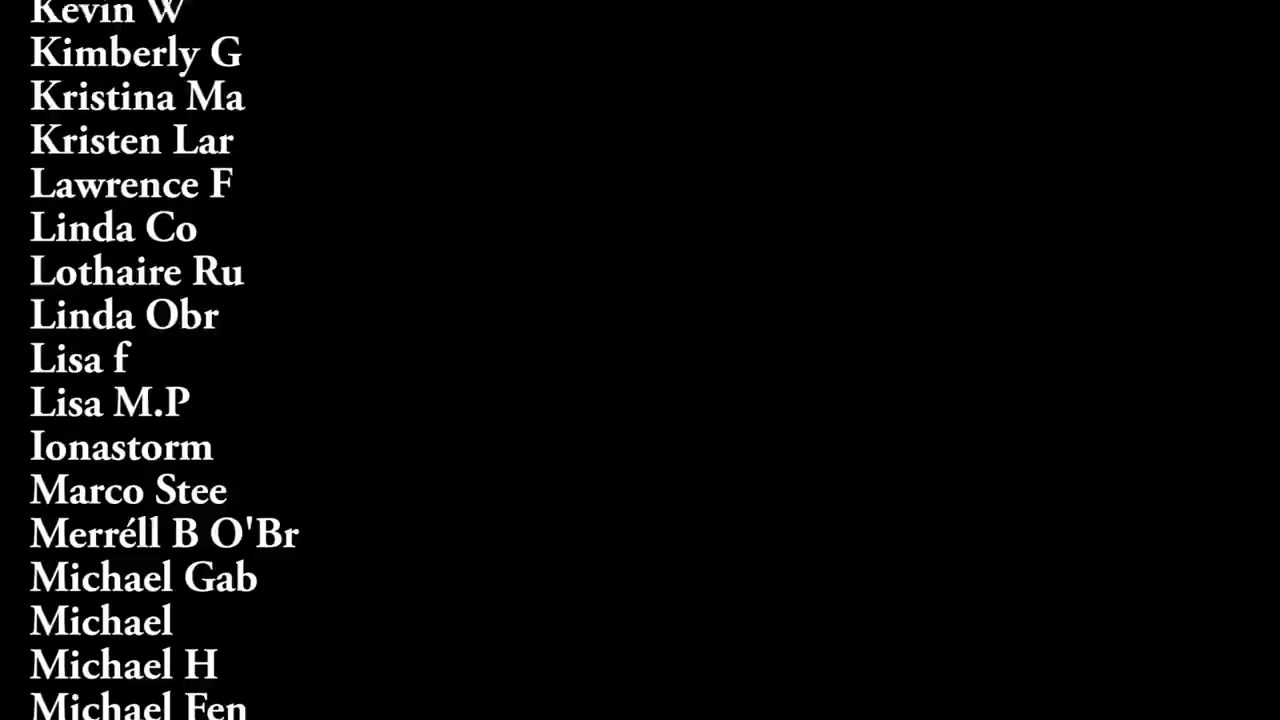 Kevin W
Kimberly G
Kristina Ma
Kristen Lar
Lawrence F
Linda Co
Lothaire Ru
Linda Obr
Lisa f
Lisa M.P
Ionastorm
Marco Stee
Merréll B O'Br
Michael Gab
Michael
Michael H
Michael Fen